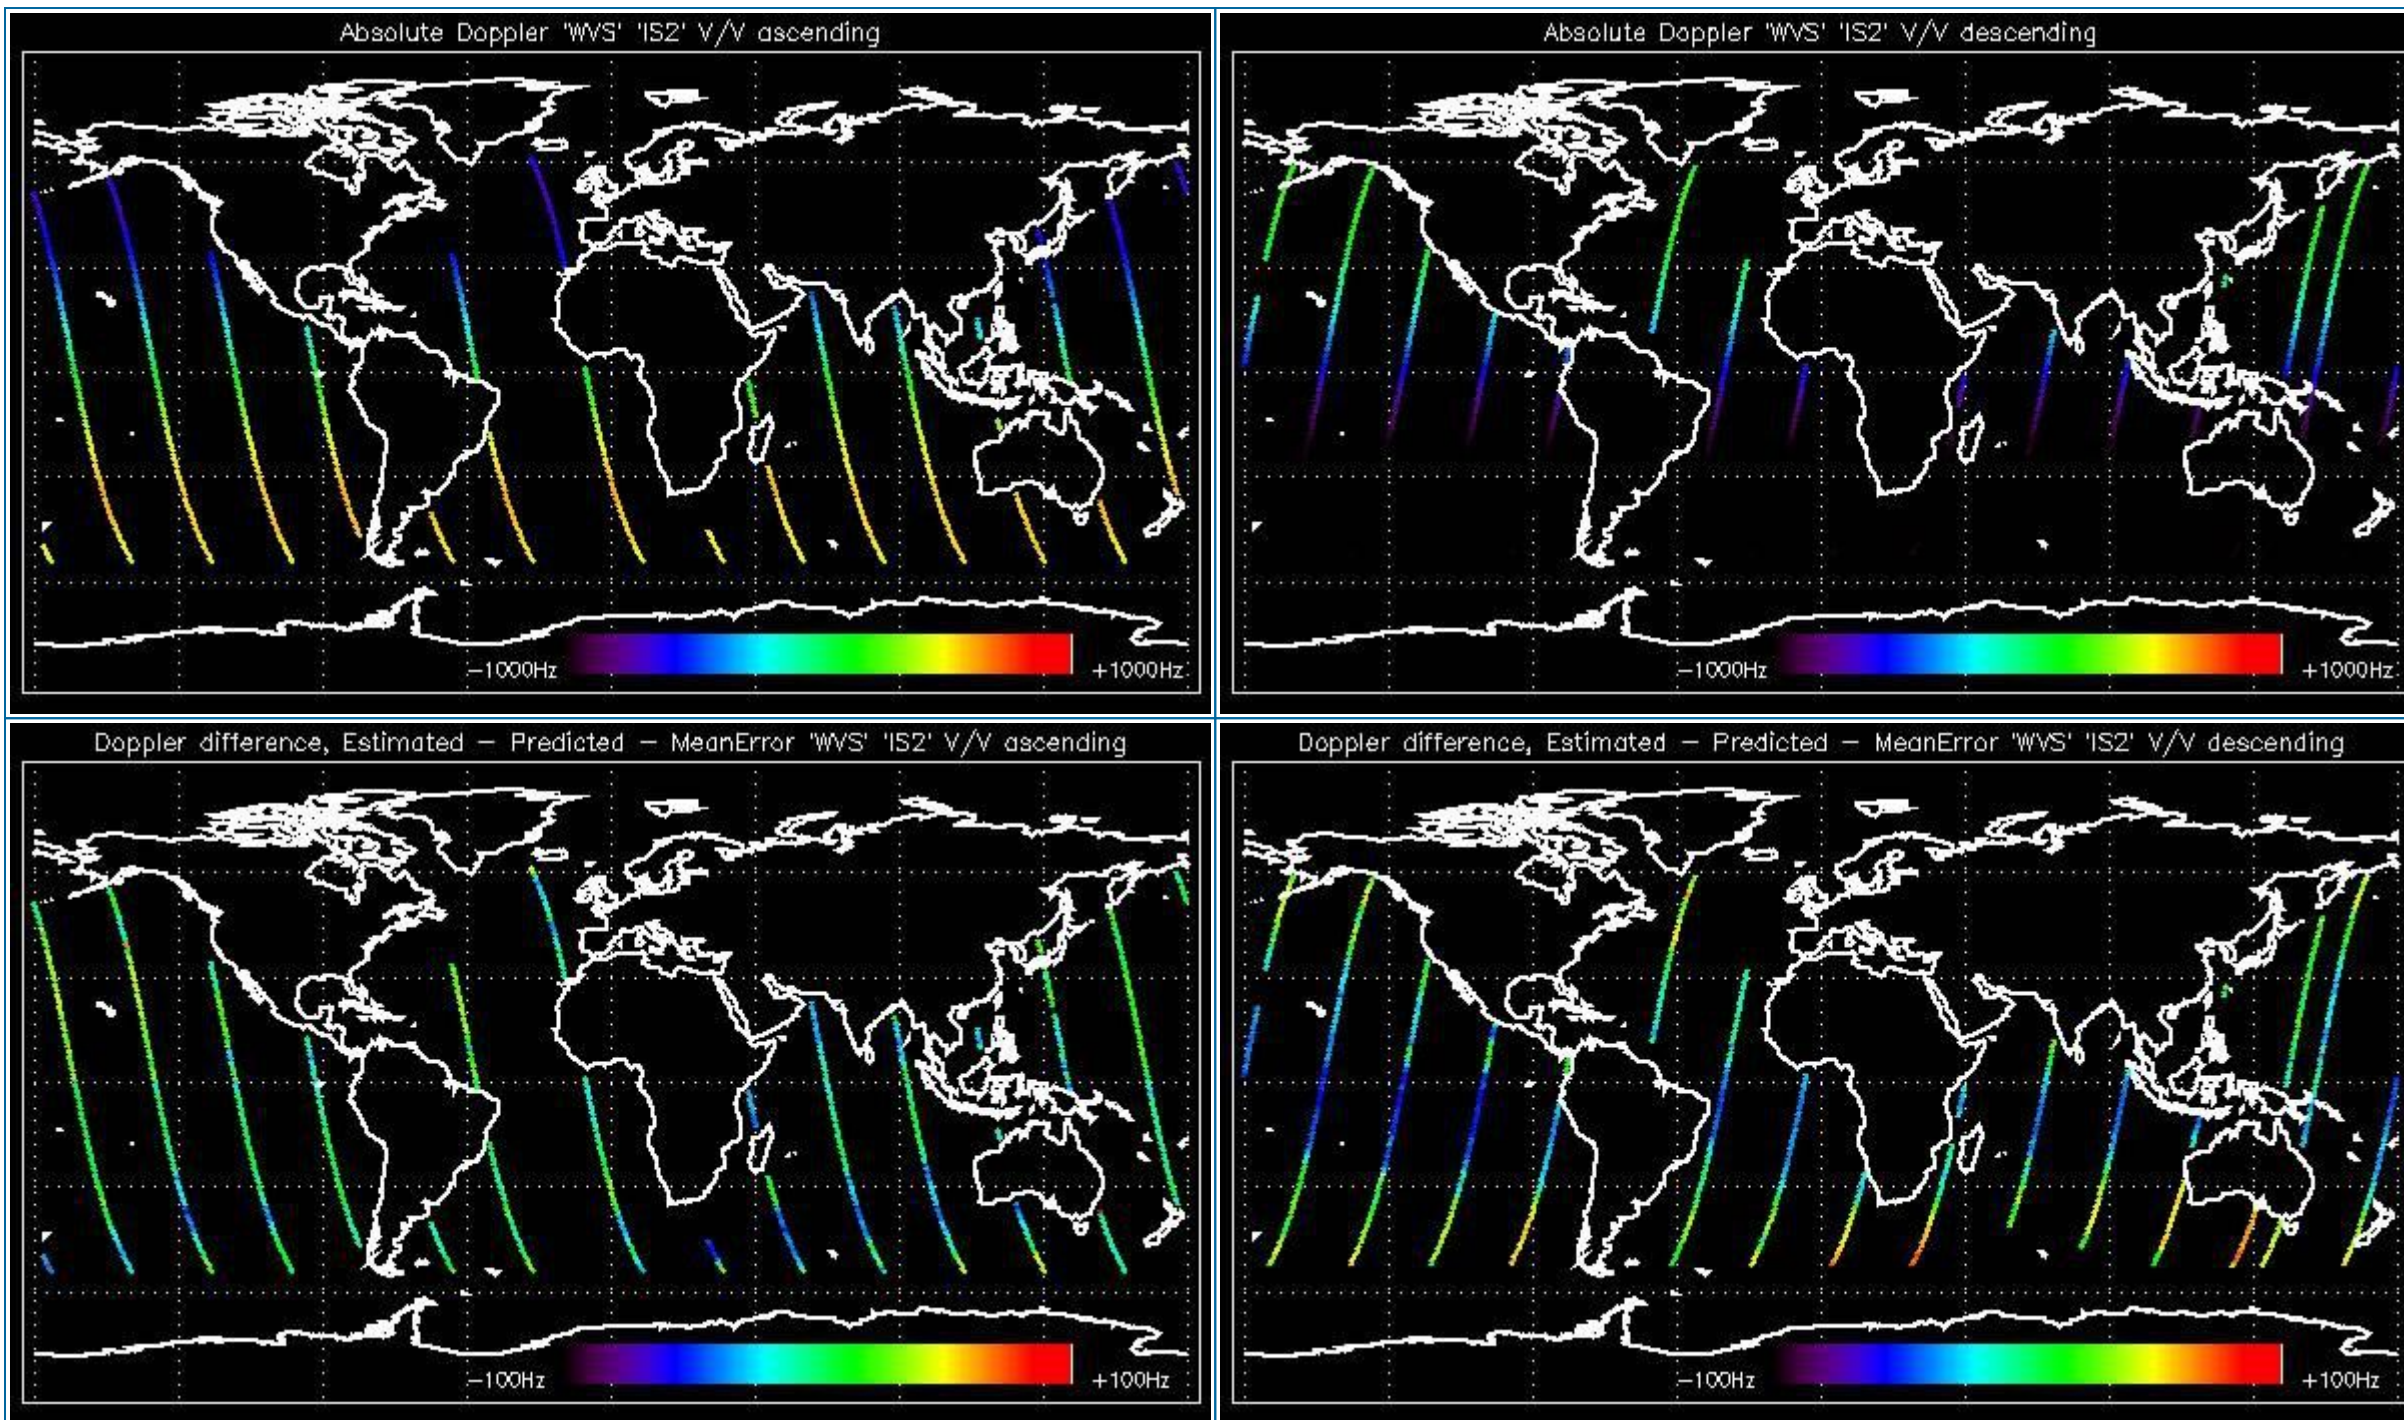 Absolute Doppler 'WVS' 'IS2' V/V ascending
-1000Hz
+1000Hz
Absolute Doppler 'WVS' 'IS2' V/V descending
-1000Hz
+1000Hz
Doppler difference, Estimated - Predicted - MeanError 'WVS' 'IS2' V/V ascending
-100Hz
+100Hz
Doppler difference, Estimated - Predicted - MeanError 'WVS' 'IS2' V/V descending
-100Hz
+100Hz